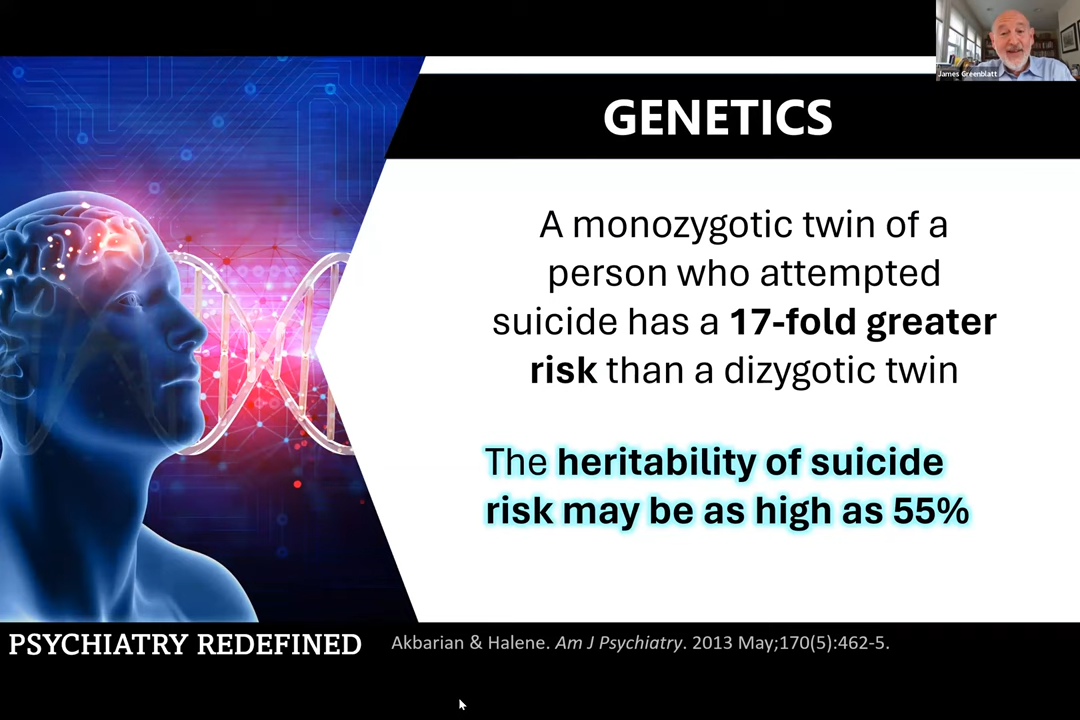 James Greenblatt
GENETICS
A monozygotic twin of a
person who attempted
suicide has a 17-fold greater
risk than a dizygotic twin
The heritability of suicide
risk may be as high as 55%
PSYCHIATRY REDEFINED
Akbarian & Halene. Am J Psychiatry. 2013 May;170(5):462-5.